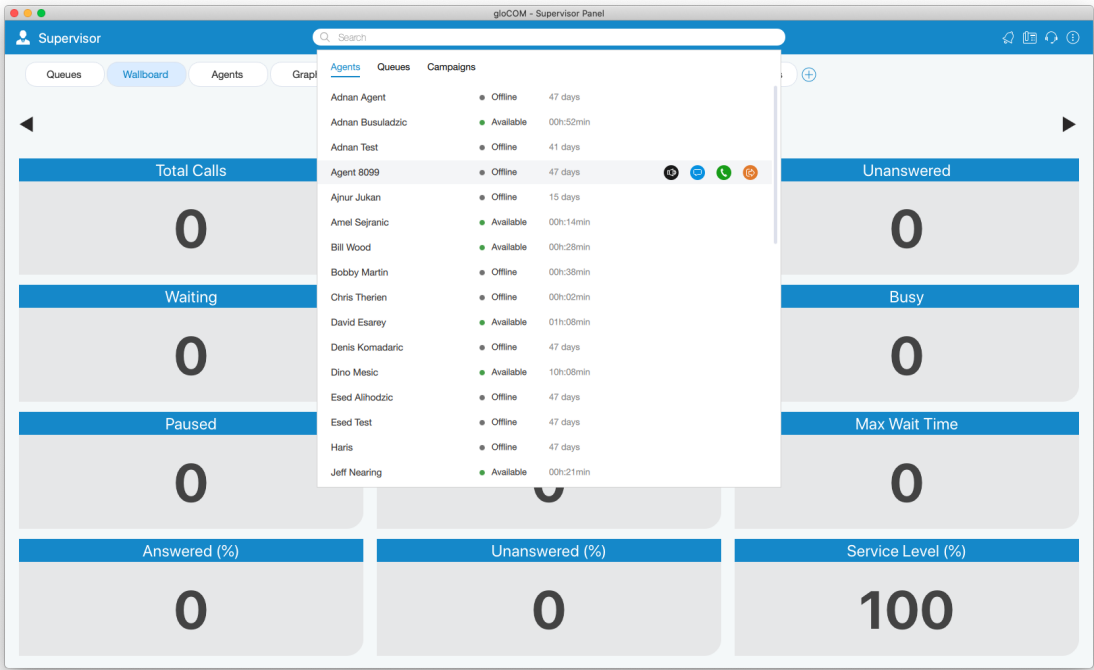 gloCOM - Supervisor Panel
Supervisor
Search
Queues
Wallboard
Agents
Agents Queues Campaigns
Adnan Agent Offline 47 days
Adnan Busuladzic Available 00h:52min
Adnan Test Offline 41 days
Agent 8099 Offline 47 days
Ajnur Jukan Offline 15 days
Amel Sejranic Available 00h:14min
Bill Wood Available 00h:28min
Bobby Martin Offline 00h:38min
Chris Therien Offline 00h:02min
David Esarey Available 01h:08min
Denis Komadaric Offline 47 days
Dino Mesic Available 10h:08min
Esed Alihodzic Offline 47 days
Esed Test Offline 47 days
Haris Offline 47 days
Jeff Nearing Available 00h:21min
Total Calls
0
Unanswered
0
Waiting
0
Busy
0
Paused
0
0
Max Wait Time
0
Answered (%)
0
Unanswered (%)
0
Service Level (%)
100